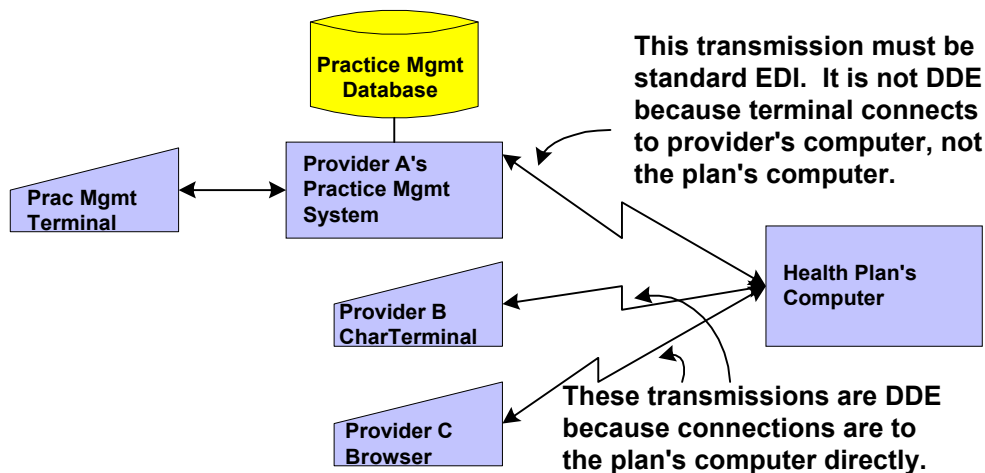 Practice Mgmt
Database
This transmission must be
standard EDI.  It is not DDE
because terminal connects
to provider's computer, not
the plan's computer.
Prac Mgmt
Terminal
Provider A's
Practice Mgmt
System
Health Plan's
Computer
Provider B
CharTerminal
Provider C
Browser
These transmissions are DDE
because connections are to
the plan's computer directly.